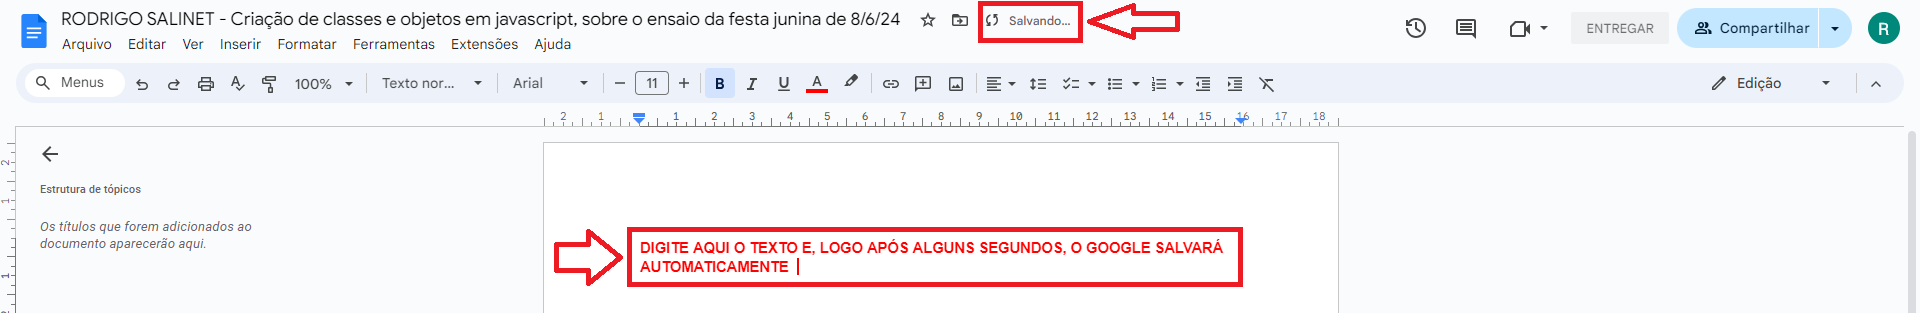 RODRIGO SALINET - Criação de classes e objetos em javascript, sobre o ensaio da festa junina de 8/6/24
Salvando...
Arquivo Editar Ver Inserir Formatar Ferramentas Extensões Ajuda
ENTREGAR
Compartilhar
R
Menus
100%
Texto nor...
Arial
11
B I U A
Edição
2 1 1 2 3 4 5 6 7 8 9 10 11 12 13 14 15 16 17 18
2
1
1
Estrutura de tópicos
Os títulos que forem adicionados ao
documento aparecerão aqui.
DIGITE AQUI O TEXTO E, LOGO APÓS ALGUNS SEGUNDOS, O GOOGLE SALVARÁ
AUTOMATICAMENTE